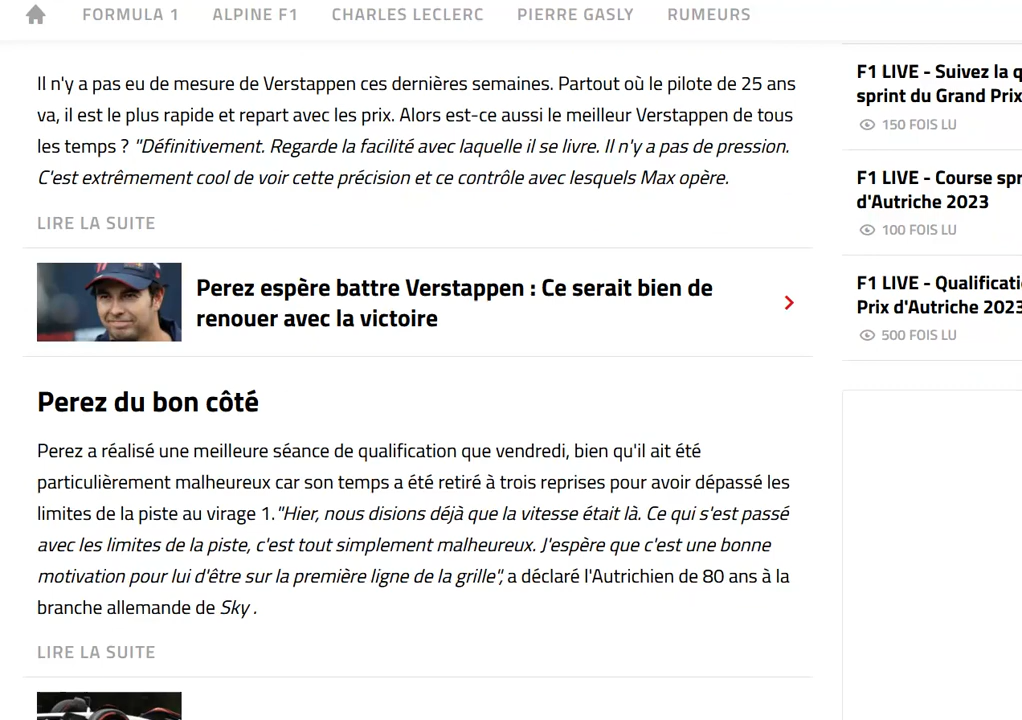 FORMULA 1 ALPINE F1 CHARLES LECLERC PIERRE GASLY RUMEURS
Il n'y a pas eu de mesure de Verstappen ces dernières semaines. Partout où le pilote de 25 ans
va, il est le plus rapide et repart avec les prix. Alors est-ce aussi le meilleur Verstappen de tous
les temps ? "Définitivement. Regarde la facilité avec laquelle il se livre. Il n'y a pas de pression.
C'est extrêmement cool de voir cette précision et ce contrôle avec lesquels Max opère.
LIRE LA SUITE
Perez espère battre Verstappen : Ce serait bien de
renouer avec la victoire
Perez du bon côté
Perez a réalisé une meilleure séance de qualification que vendredi, bien qu'il ait été
particulièrement malheureux car son temps a été retiré à trois reprises pour avoir dépassé les
limites de la piste au virage 1."Hier, nous disions déjà que la vitesse était là. Ce qui s'est passé
avec les limites de la piste, c'est tout simplement malheureux. J'espère que c'est une bonne
motivation pour lui d'être sur la première ligne de la grille", a déclaré l'Autrichien de 80 ans à la
branche allemande de Sky .
LIRE LA SUITE
F1 LIVE - Suivez la q
sprint du Grand Prix
150 FOIS LU
F1 LIVE - Course spr
d'Autriche 2023
100 FOIS LU
F1 LIVE - Qualificati
Prix d'Autriche 2023
500 FOIS LU